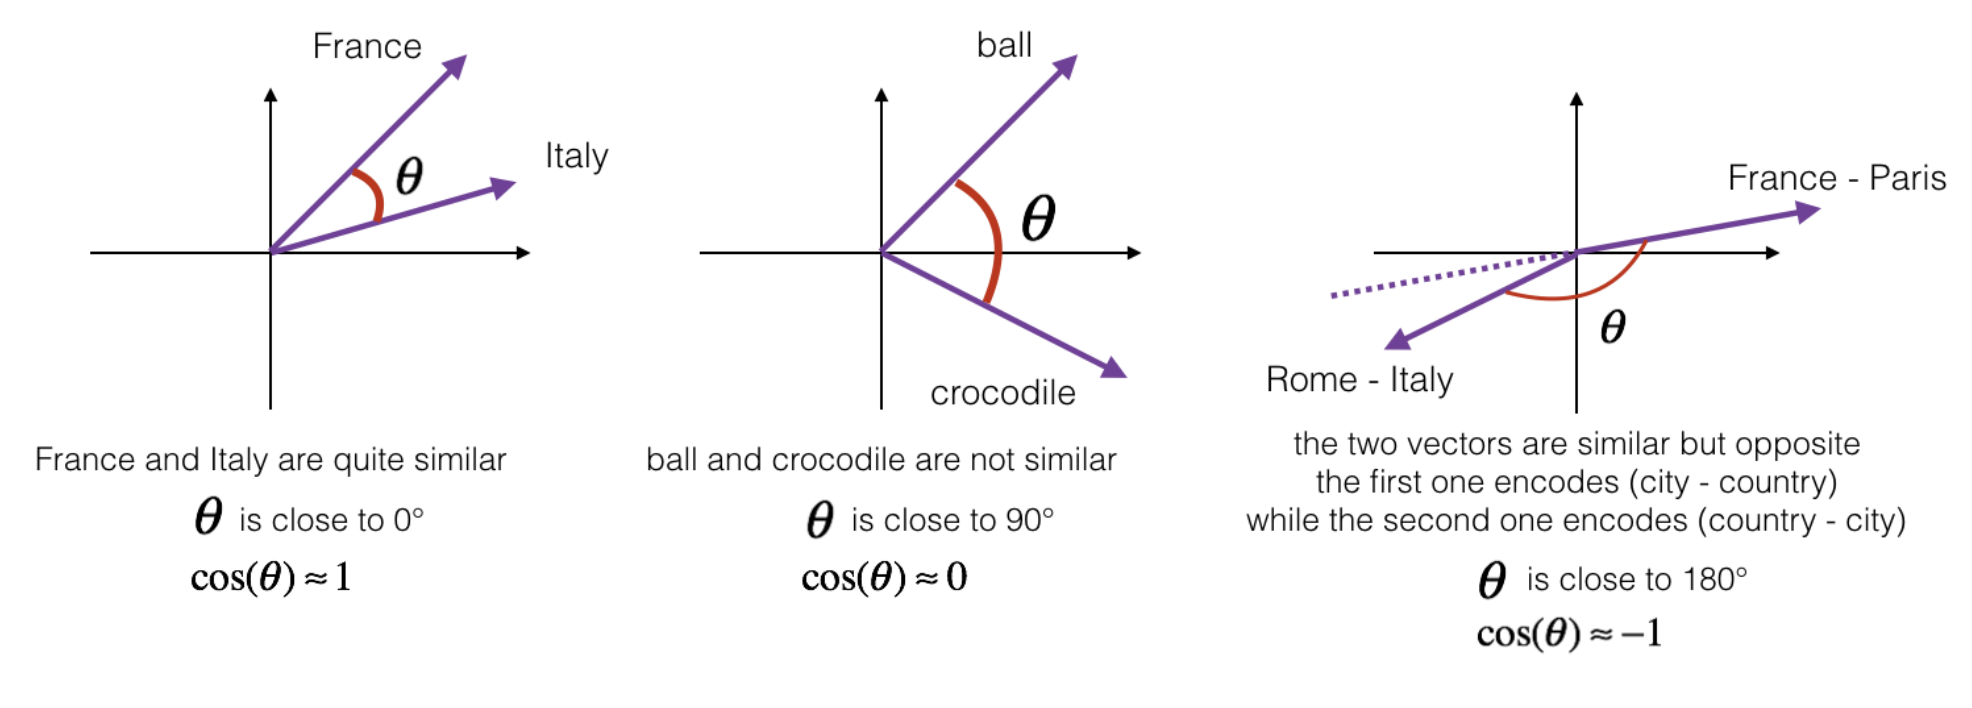 France
Italy
θ
France and Italy are quite similar
θ is close to 0°
cos(θ) ≈ 1
ball
θ
crocodile
ball and crocodile are not similar
θ is close to 90°
cos(θ) ≈ 0
France - Paris
θ
Rome - Italy
the two vectors are similar but opposite
the first one encodes (city - country)
while the second one encodes (country - city)
θ is close to 180°
cos(θ) ≈ −1